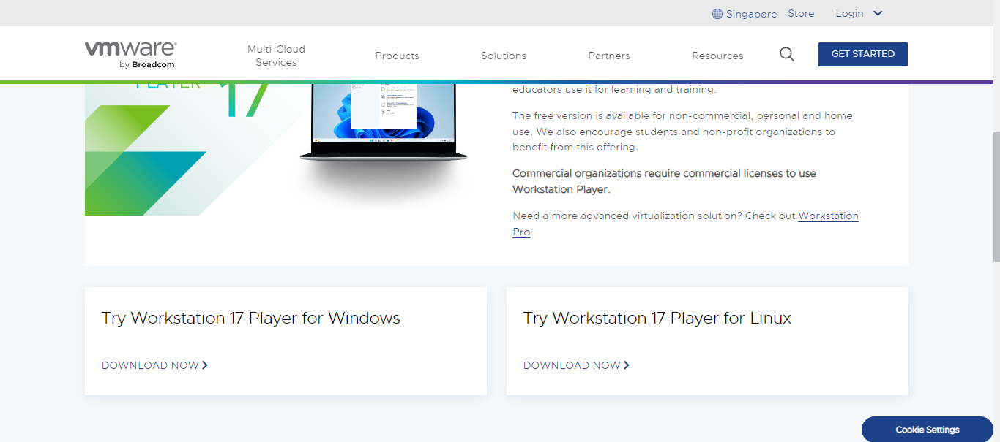 Singapore Store Login
vmware®
by Broadcom
Multi-Cloud
Services
Products
Solutions
Partners
Resources
GET STARTED
PLAYER 17
educators use it for learning and training.
The free version is available for non-commercial, personal and home
use. We also encourage students and non-profit organizations to
benefit from this offering.
Commercial organizations require commercial licenses to use
Workstation Player.
Need a more advanced virtualization solution? Check out Workstation
Pro.
Try Workstation 17 Player for Windows
DOWNLOAD NOW
Try Workstation 17 Player for Linux
DOWNLOAD NOW
Cookie Settings